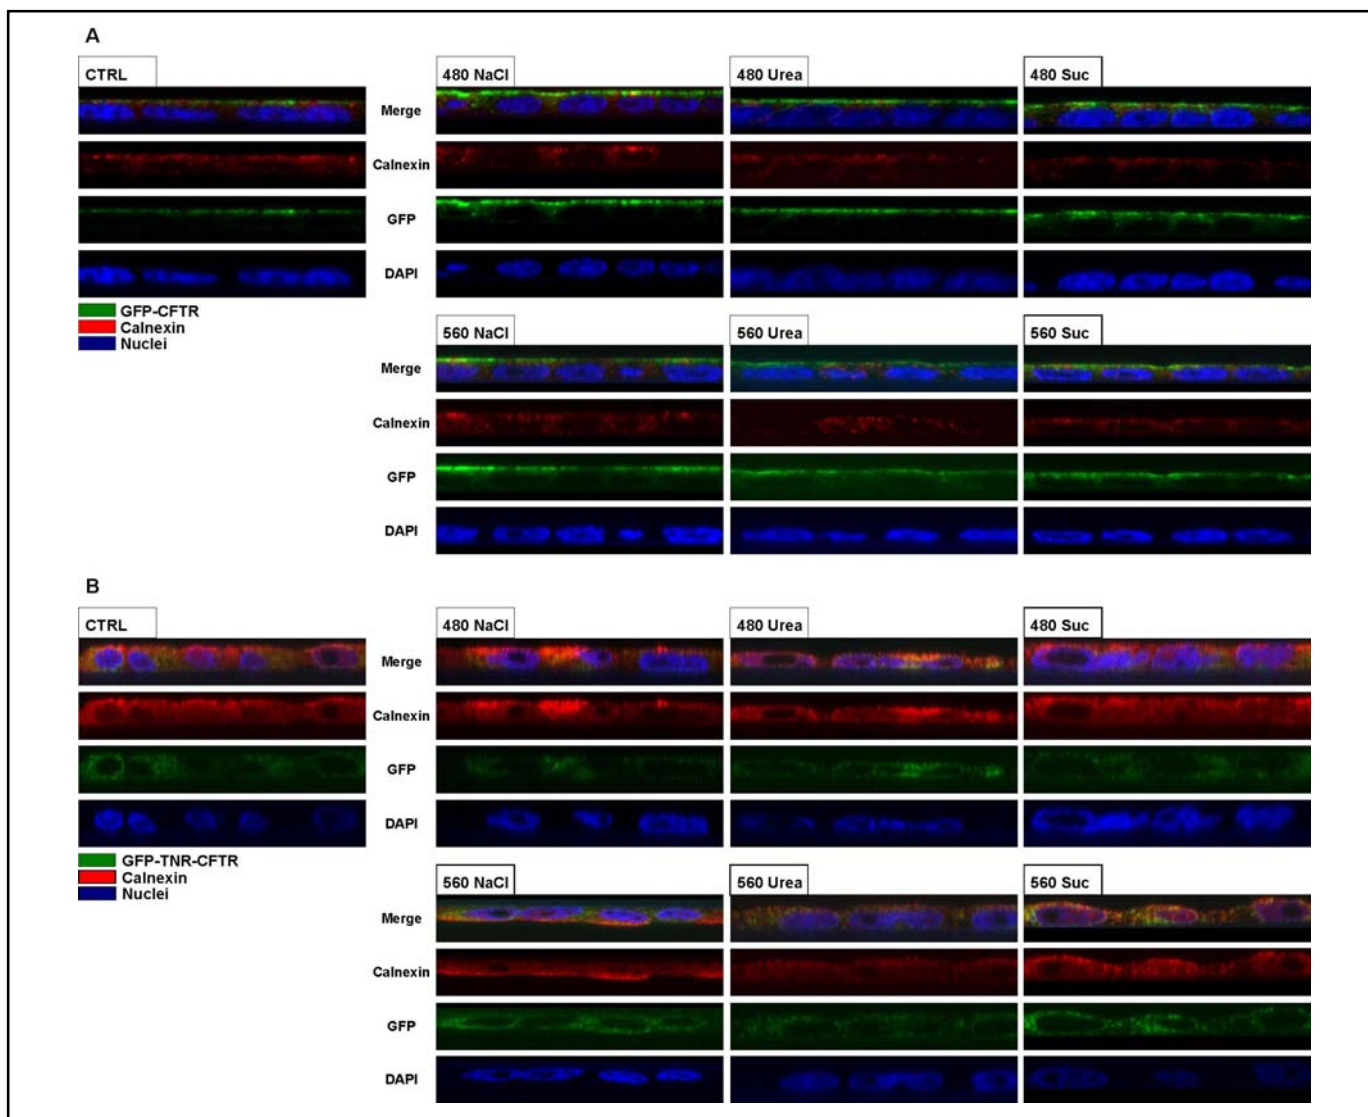 A
CTRL
480 NaCl
480 Urea
480 Suc
Merge
Calnexin
GFP
DAPI
GFP-CFTR
Calnexin
Nuclei
560 NaCl
560 Urea
560 Suc
Merge
Calnexin
GFP
DAPI
B
CTRL
480 NaCl
480 Urea
480 Suc
Merge
Calnexin
GFP
DAPI
GFP-TNR-CFTR
Calnexin
Nuclei
560 NaCl
560 Urea
560 Suc
Merge
Calnexin
GFP
DAPI